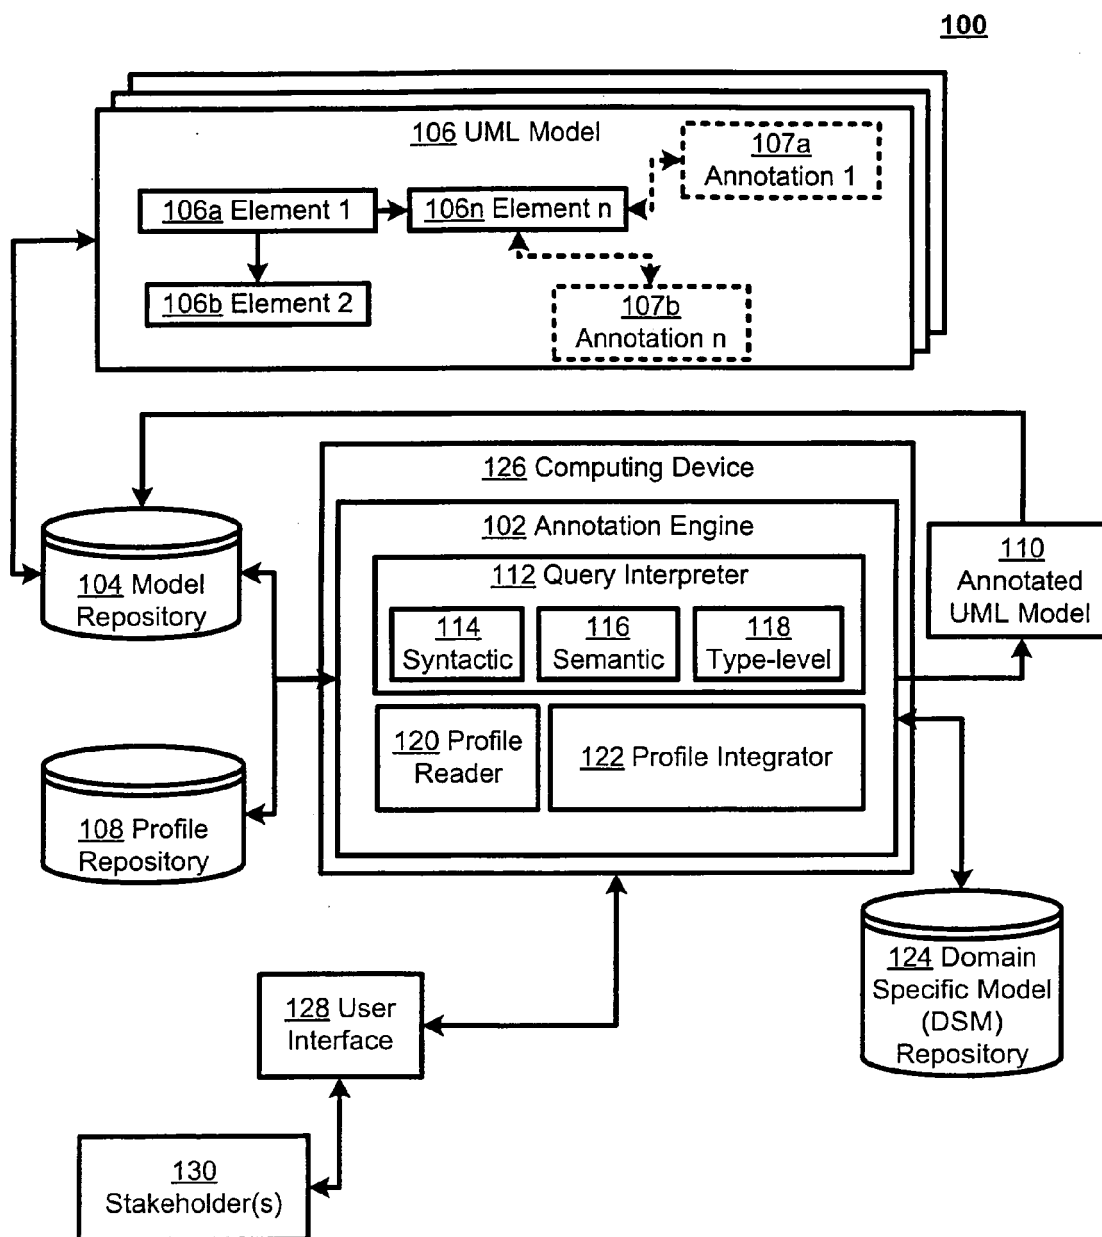 100
106 UML Model
107a
Annotation 1
106a Element 1
106n Element n
106b Element 2
107b
Annotation n
126 Computing Device
102 Annotation Engine
112 Query Interpreter
114
Syntactic
116
Semantic
118
Type-level
104 Model
Repository
110
Annotated
UML Model
120 Profile
Reader
122 Profile Integrator
108 Profile
Repository
124 Domain
Specific Model
(DSM)
Repository
128 User
Interface
130
Stakeholder(s)